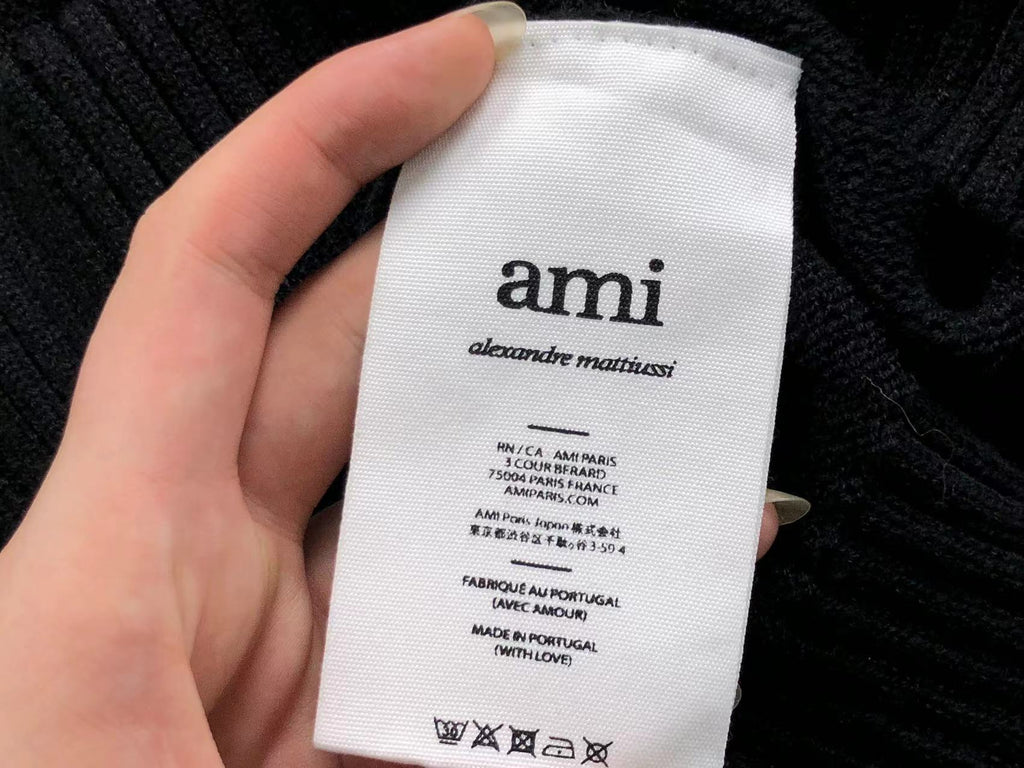 ami
alexandre mattiussi
RN / CA AMI PARIS
3 COUR BERARD
75004 PARIS FRANCE
AMIPARIS.COM
AMI Paris Japon 株式会社
東京都渋谷区千駄ヶ谷 3-59-4
FABRIQUÉ AU PORTUGAL
(AVEC AMOUR)
MADE IN PORTUGAL
(WITH LOVE)
30